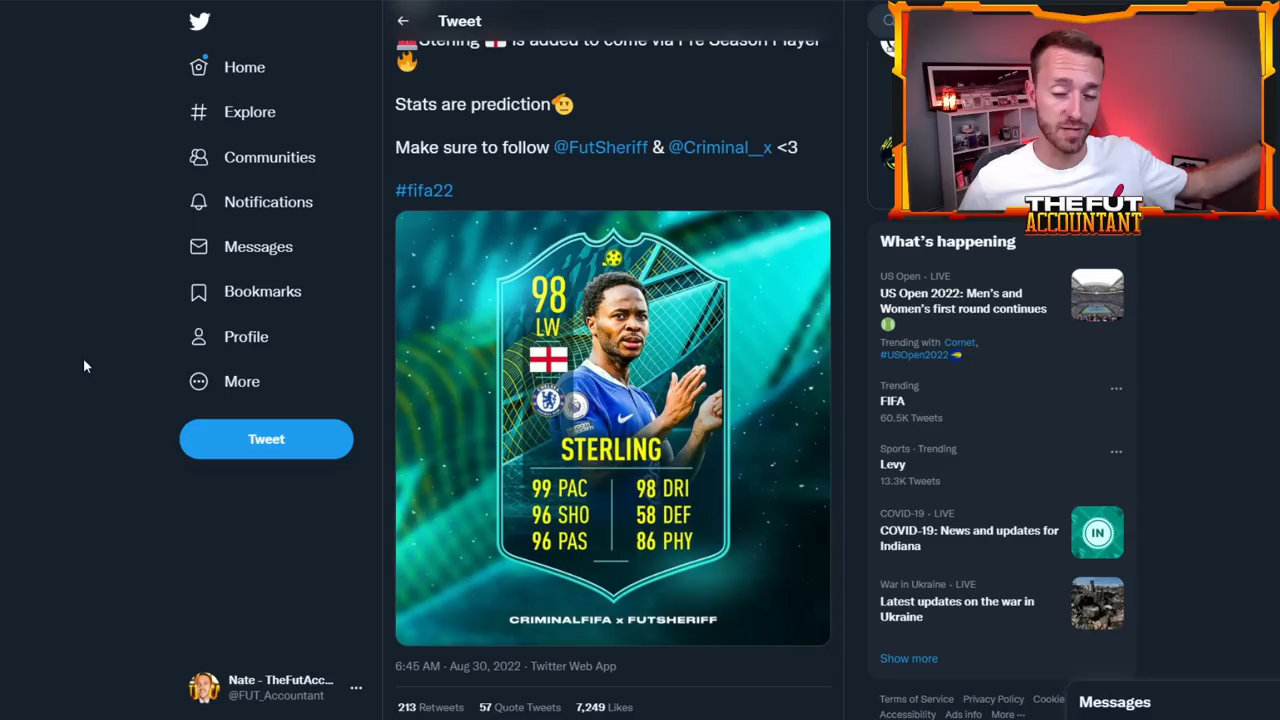 Tweet
Sterling is added to come via Pre Season Player
Stats are prediction
Make sure to follow @FutSheriff & @Criminal__x <3
#fifa22
98
LW
STERLING
99 PAC
98 DRI
96 SHO
58 DEF
96 PAS
86 PHY
CRIMINALFIFA x FUTSHERIFF
6:45 AM · Aug 30, 2022 · Twitter Web App
213 Retweets 57 Quote Tweets 7,249 Likes
Home
Explore
Communities
Notifications
Messages
Bookmarks
Profile
More
Tweet
Nate - TheFutAcc...
@FUT_Accountant
THE FUT
ACCOUNTANT
What's happening
US Open · LIVE
US Open 2022: Men's and
Women's first round continues
Trending with Cornet,
#USOpen2022
Trending
FIFA
60.5K Tweets
Sports · Trending
Levy
13.3K Tweets
COVID-19 · LIVE
COVID-19: News and updates for
Indiana
IN
War in Ukraine · LIVE
Latest updates on the war in
Ukraine
Show more
Terms of Service Privacy Policy Cookie
Accessibility Ads info More ...
Messages